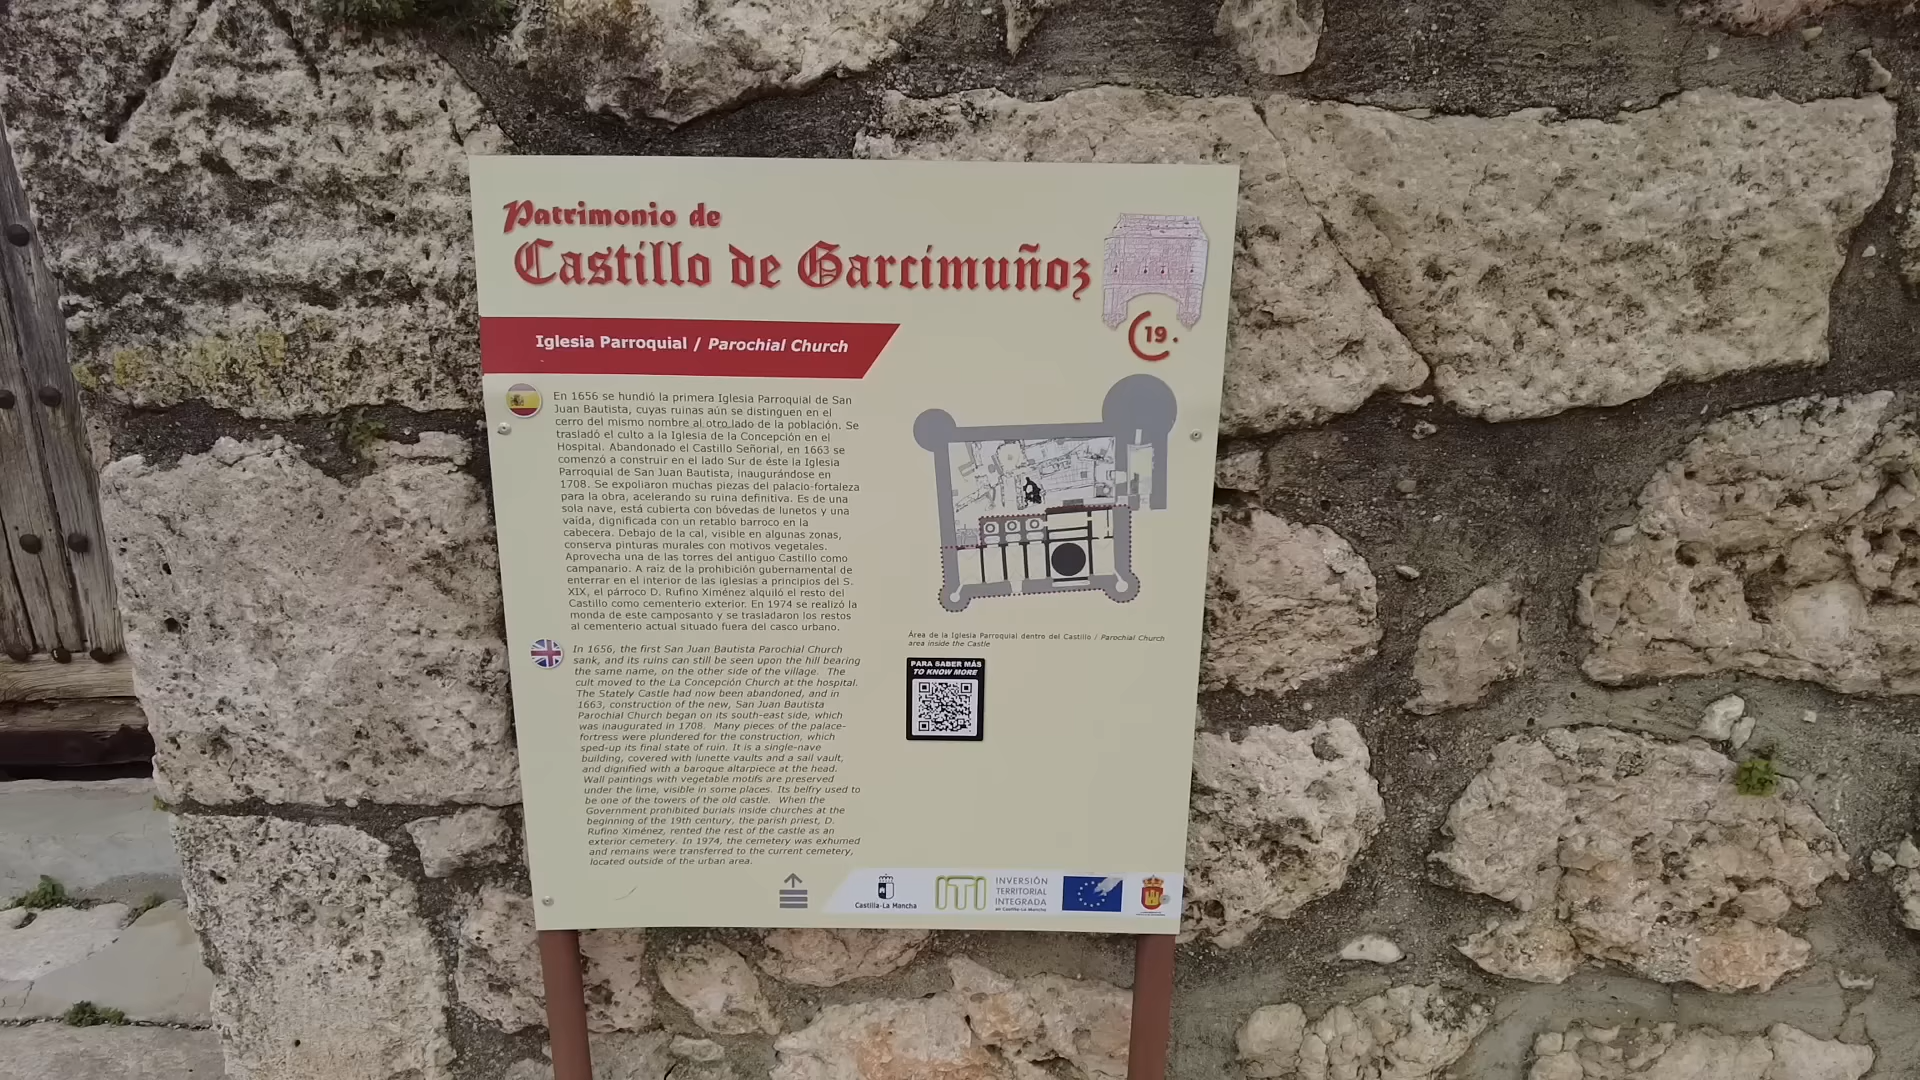 Patrimonio de
Castillo de Garcimuñoz
19.
Iglesia Parroquial / Parochial Church
En 1656 se hundió la primera Iglesia Parroquial de San
Juan Bautista, cuyas ruinas aún se distinguen en el
cerro del mismo nombre al otro lado de la población. Se
trasladó el culto a la Iglesia de la Concepción en el
Hospital. Abandonado el Castillo Señorial, en 1663 se
comenzó a construir en el lado Sur de éste la Iglesia
Parroquial de San Juan Bautista, inaugurándose en
1708. Se expoliaron muchas piezas del palacio-fortaleza
para la obra, acelerando su ruina definitiva. Es de una
sola nave, está cubierta con bóvedas de lunetos y una
vaida, dignificada con un retablo barroco en la
cabecera. Debajo de la cal, visible en algunas zonas,
conserva pinturas murales con motivos vegetales.
Aprovecha una de las torres del antiguo Castillo como
campanario. A raíz de la prohibición gubernamental de
enterrar en el interior de las iglesias a principios del S.
XIX, el párroco D. Rufino Ximénez alquiló el resto del
Castillo como cementerio exterior. En 1974 se realizó la
monda de este camposanto y se trasladaron los restos
al cementerio actual situado fuera del casco urbano.
In 1656, the first San Juan Bautista Parochial Church
sank, and its ruins can still be seen upon the hill bearing
the same name, on the other side of the village. The
cult moved to the La Concepción Church at the hospital.
The Stately Castle had now been abandoned, and in
1663, construction of the new, San Juan Bautista
Parochial Church began on its south-east side, which
was inaugurated in 1708. Many pieces of the palace-
fortress were plundered for the construction, which
sped-up its final state of ruin. It is a single-nave
building, covered with lunette vaults and a sail vault,
and dignified with a baroque altarpiece at the head.
Wall paintings with vegetable motifs are preserved
under the lime, visible in some places. Its belfry used to
be one of the towers of the old castle. When the
Government prohibited burials inside churches at the
beginning of the 19th century, the parish priest, D.
Rufino Ximénez, rented the rest of the castle as an
exterior cemetery. In 1974, the cemetery was exhumed
and remains were transferred to the current cemetery,
located outside of the urban area.
Área de la Iglesia Parroquial dentro del Castillo / Parochial Church
area inside the Castle
PARA SABER MÁS
TO KNOW MORE
Castilla-La Mancha
ITI
INVERSIÓN
TERRITORIAL
INTEGRADA
en Castilla-La Mancha